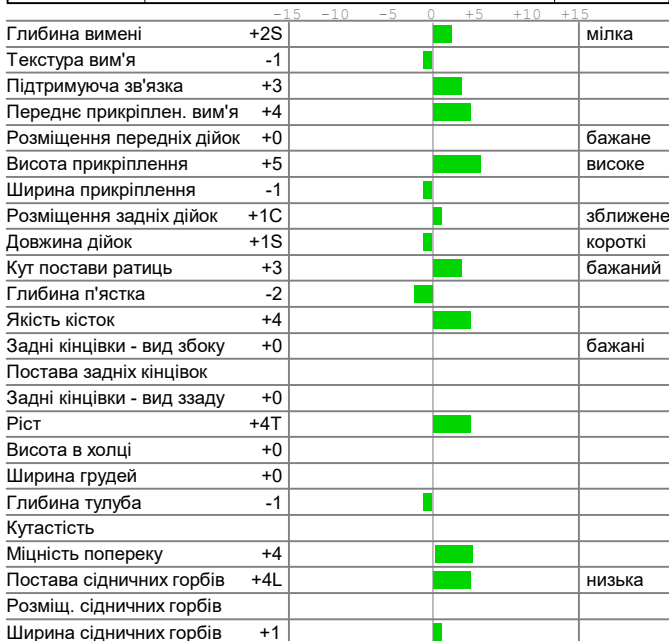 -15 -10 -5 0 +5 +10 +15
Глибина вимені +2S мілка
Текстура вим'я -1
Підтримуюча зв'язка +3
Переднє прикріплен. вим'я +4
Розміщення передніх дійок +0 бажане
Висота прикріплення +5 високе
Ширина прикріплення -1
Розміщення задніх дійок +1C зближене
Довжина дійок +1S короткі
Кут постави ратиць +3 бажаний
Глибина п'ястка -2
Якість кісток +4
Задні кінцівки - вид збоку +0 бажані
Постава задніх кінцівок
Задні кінцівки - вид ззаду +0
Ріст +4T
Висота в холці +0
Ширина грудей +0
Глибина тулуба -1
Кутастість
Міцність попереку +4
Постава сідничних горбів +4L низька
Розміщ. сідничних горбів
Ширина сідничних горбів +1